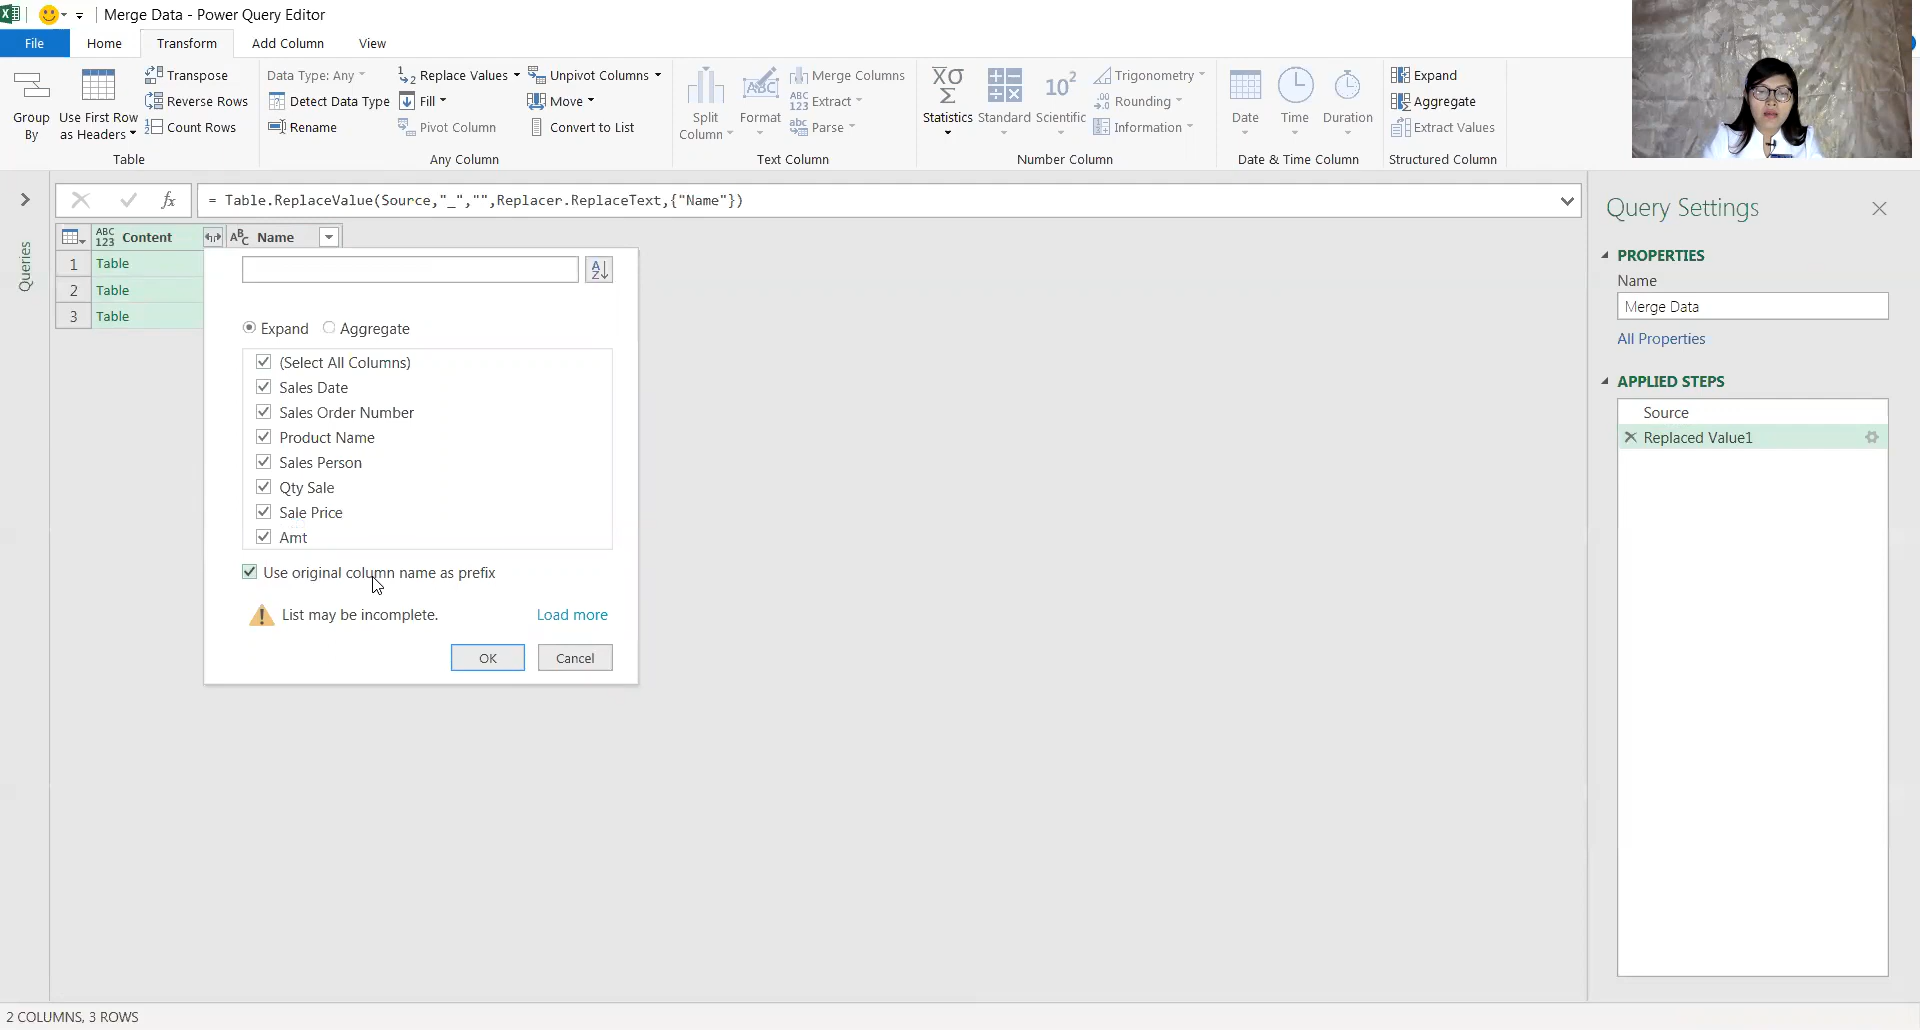 Merge Data - Power Query Editor
File
Home
Transform
Add Column
View
Group By
Use First Row as Headers
Transpose
Reverse Rows
Count Rows
Table
Data Type: Any
Detect Data Type
Rename
Replace Values
Fill
Pivot Column
Unpivot Columns
Move
Convert to List
Any Column
Split Column
Format
Merge Columns
Extract
Parse
Text Column
Statistics
Standard
Scientific
Trigonometry
Rounding
Information
Number Column
Date
Time
Duration
Date & Time Column
Expand
Aggregate
Extract Values
Structured Column
= Table.ReplaceValue(Source,"_","",Replacer.ReplaceText,{"Name"})
Queries
Content
Name
1 Table
2 Table
3 Table
Expand
Aggregate
(Select All Columns)
Sales Date
Sales Order Number
Product Name
Sales Person
Qty Sale
Sale Price
Amt
Use original column name as prefix
List may be incomplete.
Load more
OK
Cancel
Query Settings
PROPERTIES
Name
Merge Data
All Properties
APPLIED STEPS
Source
Replaced Value1
2 COLUMNS, 3 ROWS